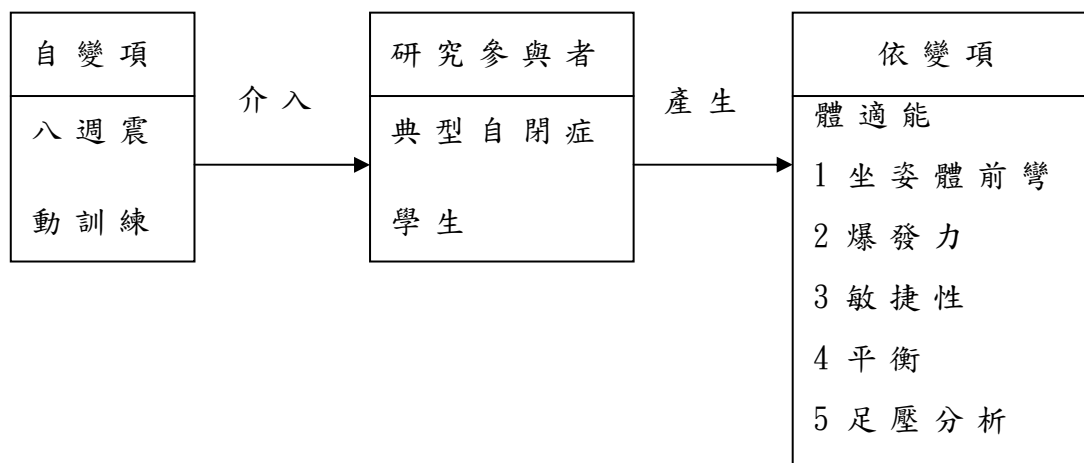 自變項
八週震
動訓練
介入
研究參與者
典型自閉症
學生
產生
依變項
體適能
1 坐姿體前彎
2 爆發力
3 敏捷性
4 平衡
5 足壓分析